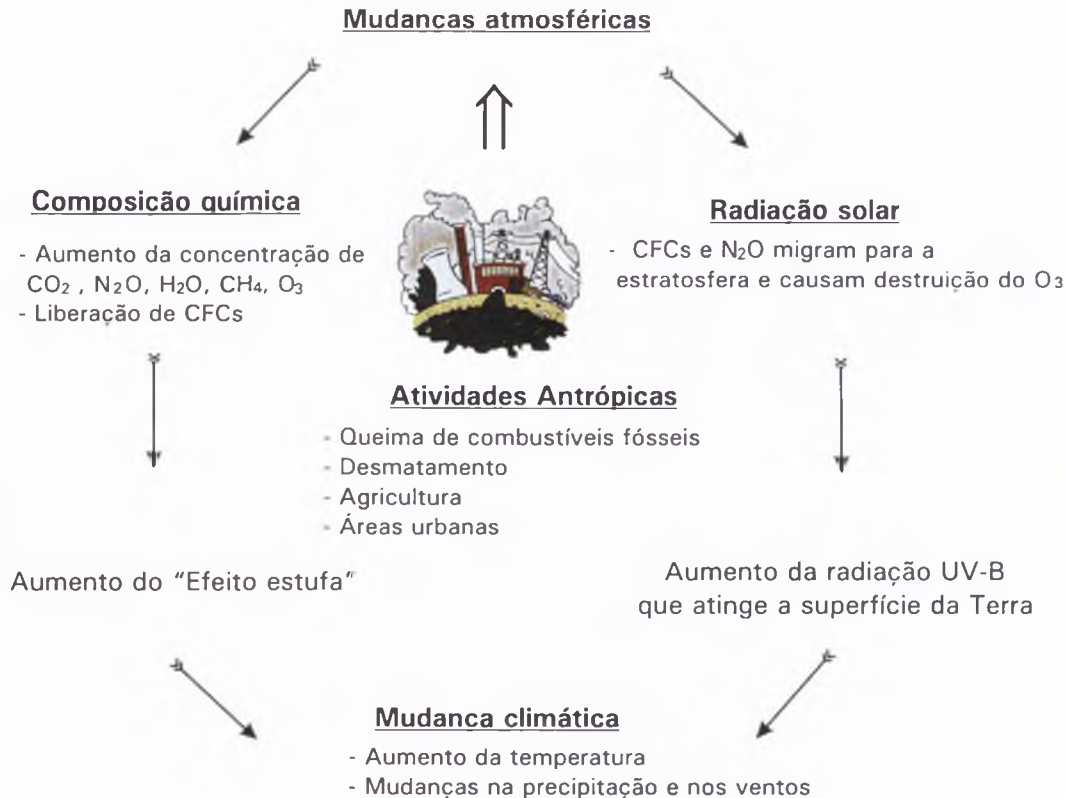 Mudanças atmosféricas
Composição química
- Aumento da concentração de
CO2 , N2O, H2O, CH4, O3
- Liberação de CFCs
Radiação solar
- CFCs e N2O migram para a
estratosfera e causam destruição do O3
Atividades Antrópicas
- Queima de combustíveis fósseis
- Desmatamento
- Agricultura
- Áreas urbanas
Aumento do “Efeito estufa”
Aumento da radiação UV-B
que atinge a superfície da Terra
Mudança climática
- Aumento da temperatura
- Mudanças na precipitação e nos ventos